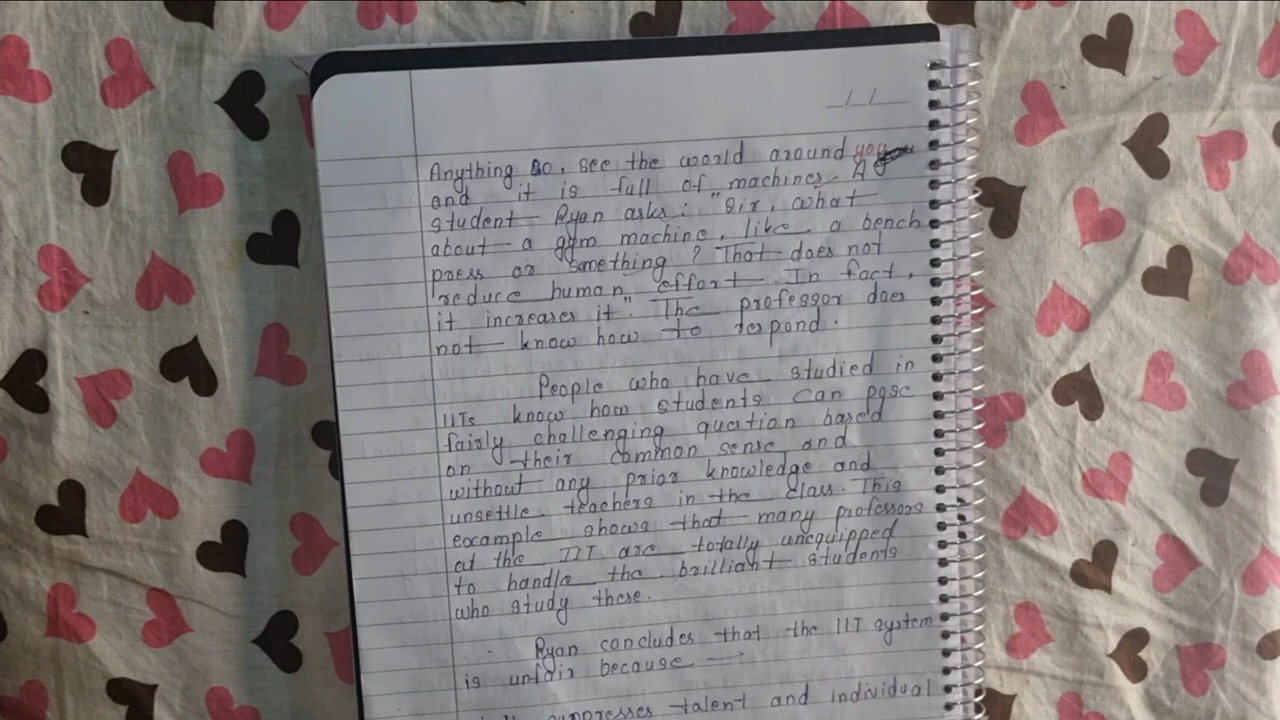 _/_/_
Anything so, see the world around you
and it is full of machines. A
student Ryan asks: "Sir, what
about a gym machine, like a bench
press or something? That does not
reduce human effort. In fact,
it increases it". The professor does
not know how to respond.
People who have studied in
IITs know how students can pose
fairly challenging quation based
on their common sense and
without any prior knowledge and
unsettle teachers in the class. This
example shows that many professors
at the IIT are totally unequipped
to handle the brilliant students
who study these.
Ryan concludes that the IIT system
is unfair because —
suppresses talent and individual